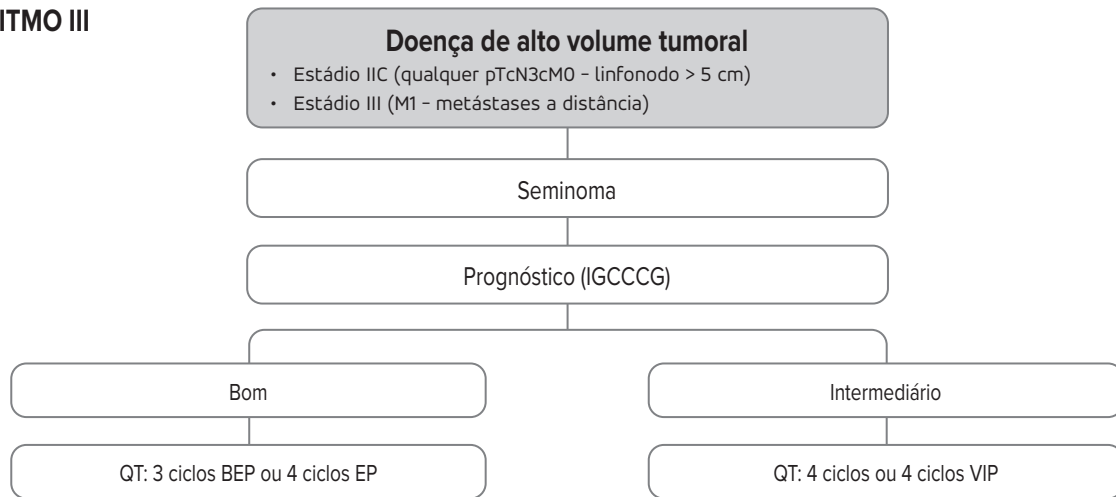 ITMO III
Doença de alto volume tumoral
• Estádio IIC (qualquer pTcN3cM0 - linfonodo > 5 cm)
• Estádio III (M1 - metástases a distância)
Seminoma
Prognóstico (IGCCCG)
Bom
Intermediário
QT: 3 ciclos BEP ou 4 ciclos EP
QT: 4 ciclos ou 4 ciclos VIP